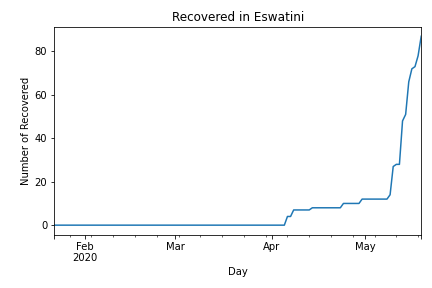 Recovered in Eswatini
Number of Recovered
80
60
40
20
0
Feb
2020
Mar
Apr
May
Day